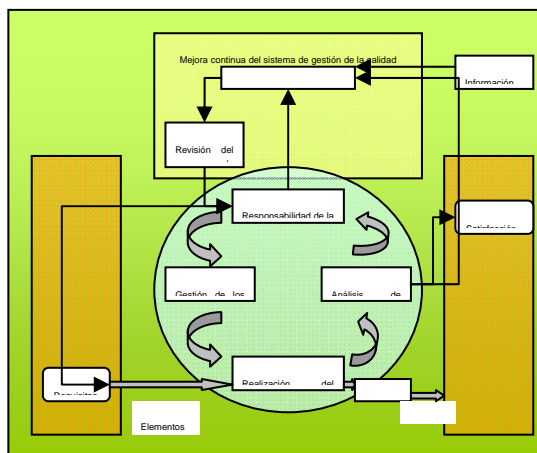 Mejora continua del sistema de gestión de la calidad
Información
Revisión del
Responsabilidad de la
Satisfacción
Gestión de los
Análisis de
Realización del
Requisitos
Elementos